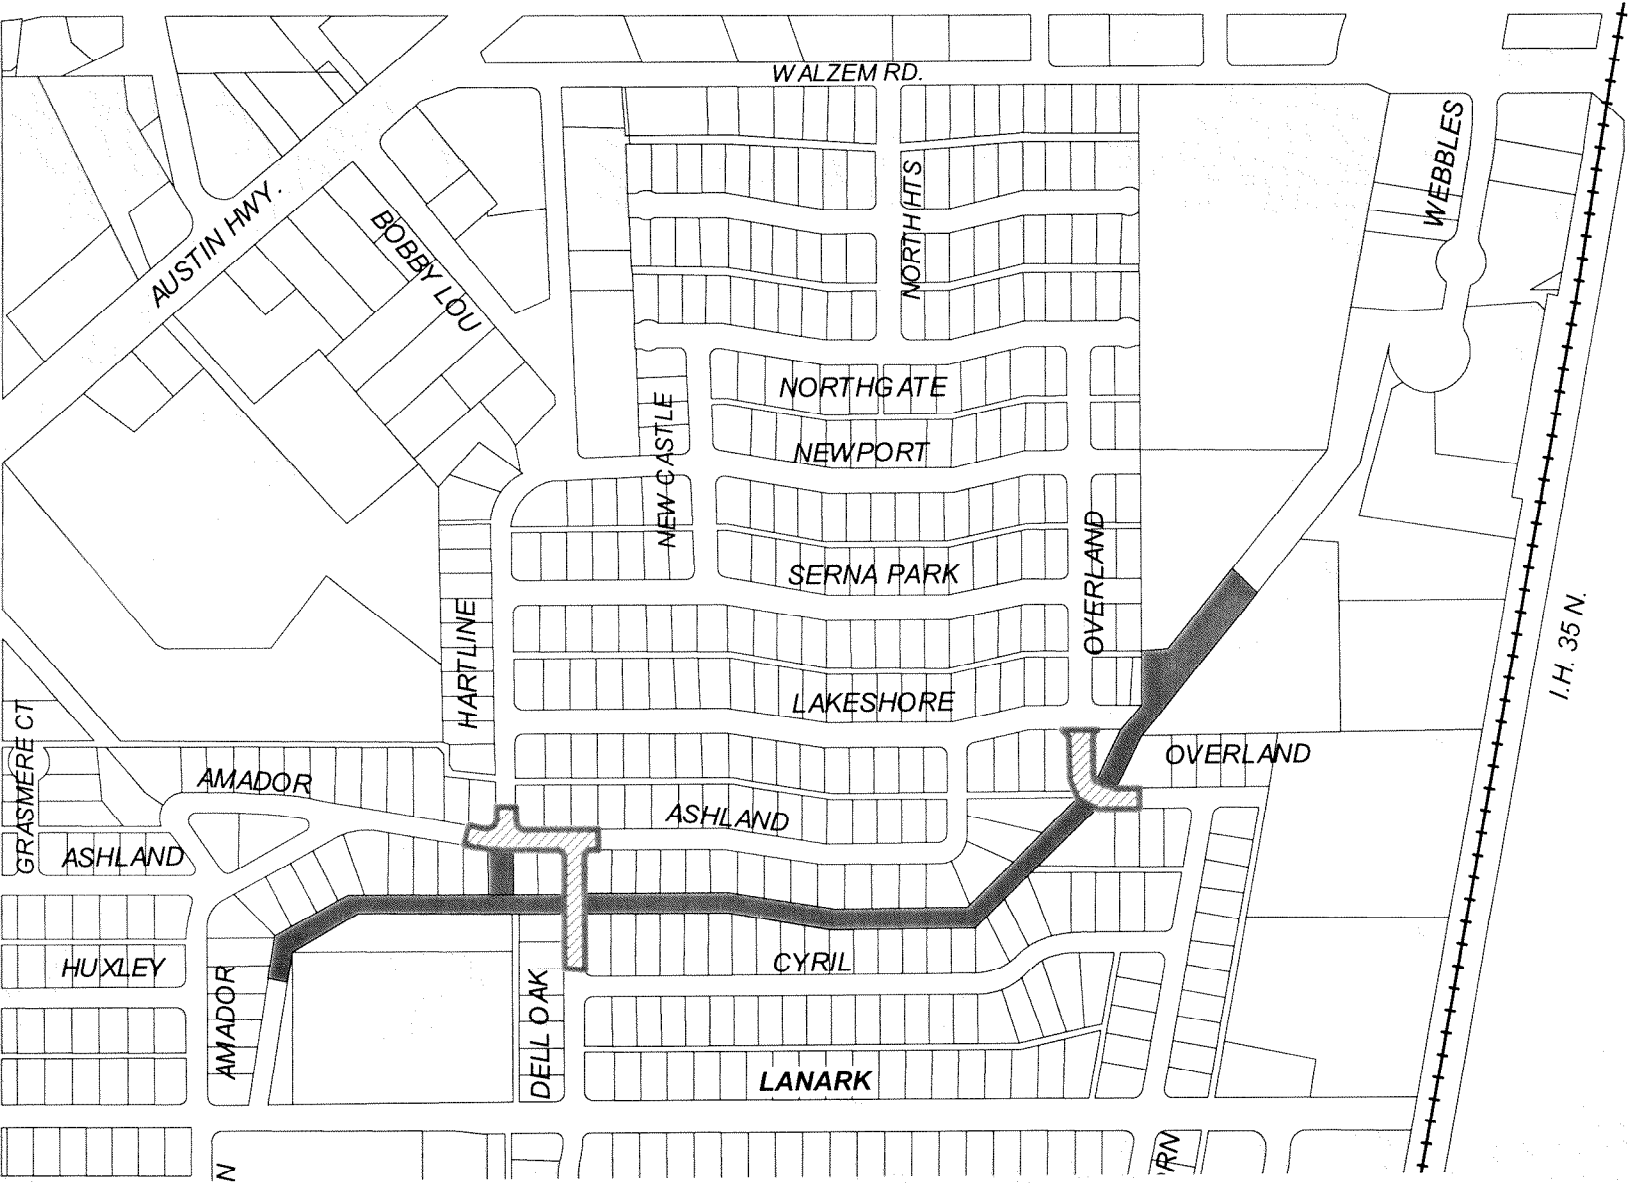 WALZEM RD.
WEBBLES
NORTH HTS
AUSTIN HWY.
BOBBY LOU
NORTHGATE
NEW CASTLE
NEWPORT
SERNA PARK
OVERLAND
HARTLINE
I.H. 35 N.
LAKESHORE
GRASMERE CT
OVERLAND
AMADOR
ASHLAND
ASHLAND
HUXLEY
CYRIL
AMADOR
DELL OAK
LANARK
N
RN